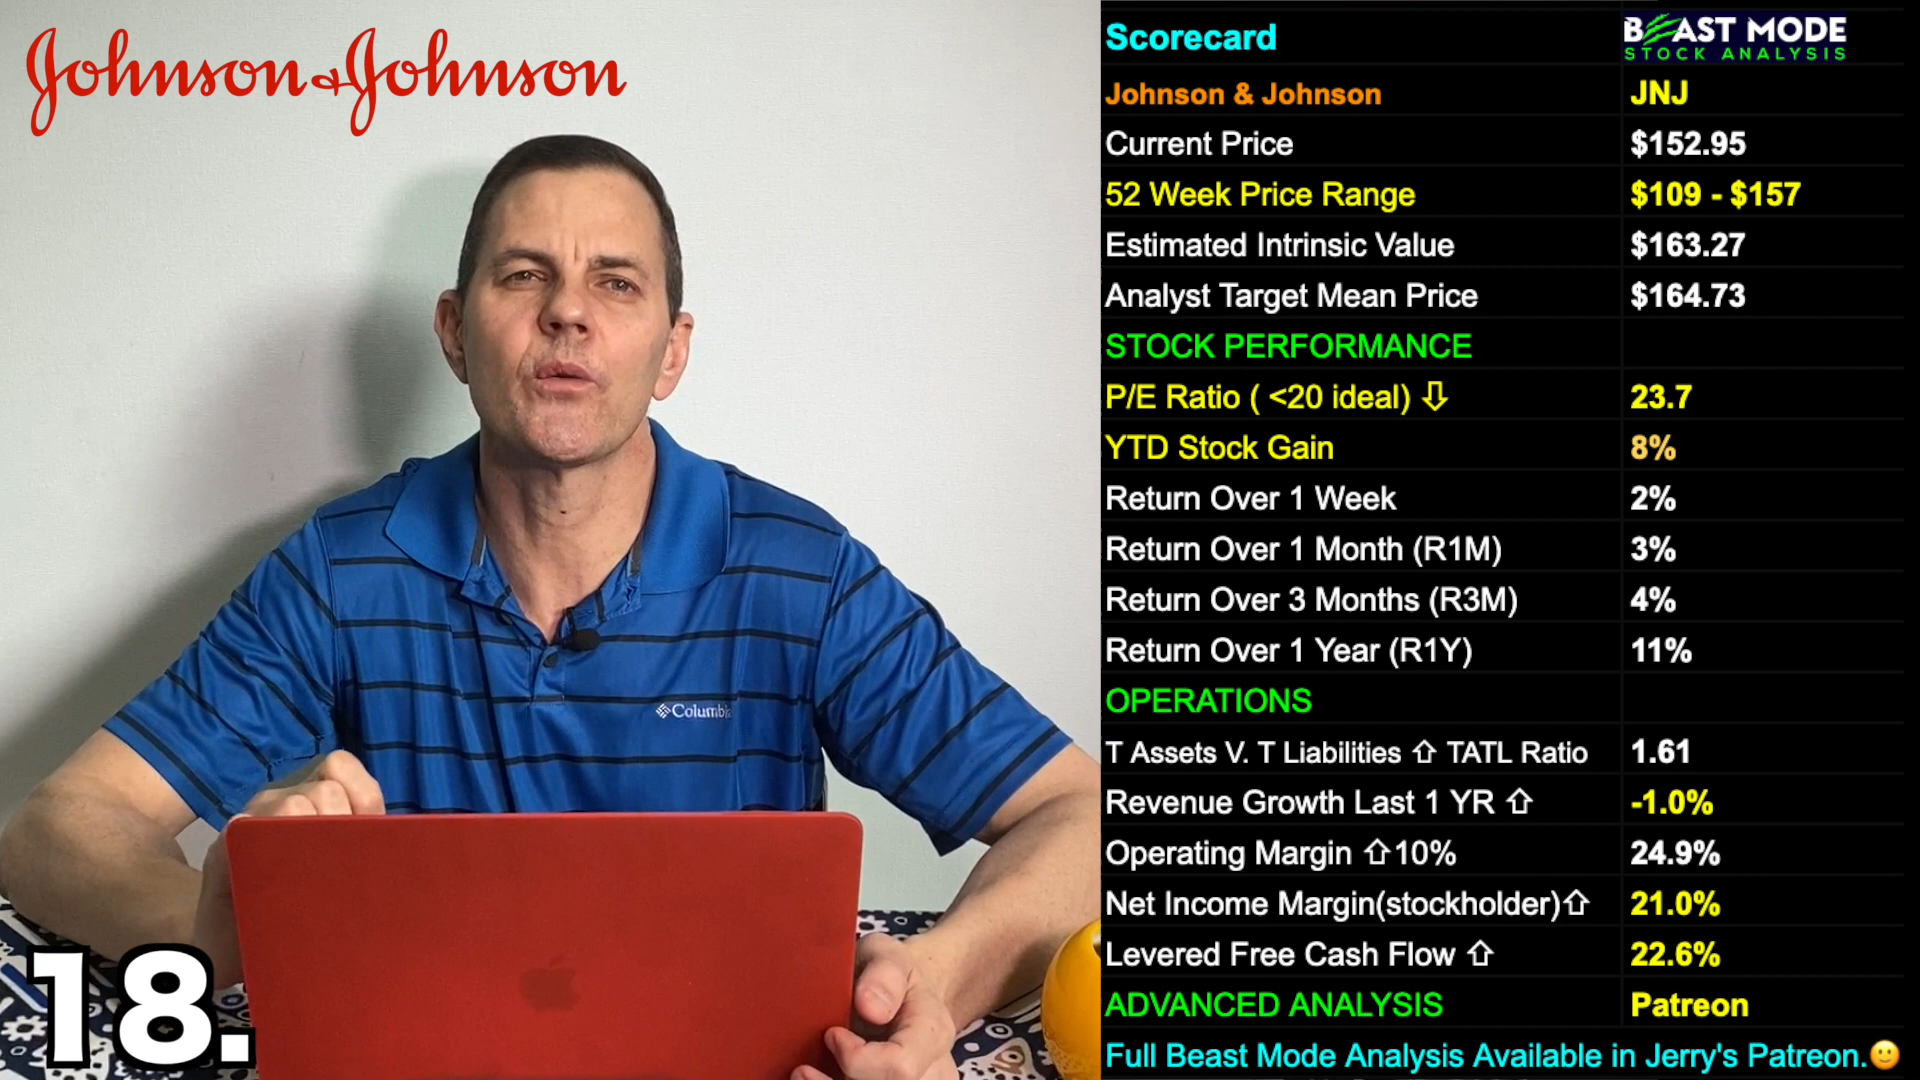 Johnson & Johnson
Columbia
18.
Scorecard BEAST MODE
STOCK ANALYSIS
Johnson & Johnson JNJ
Current Price $152.95
52 Week Price Range $109 - $157
Estimated Intrinsic Value $163.27
Analyst Target Mean Price $164.73
STOCK PERFORMANCE
P/E Ratio ( <20 ideal) ⇩ 23.7
YTD Stock Gain 8%
Return Over 1 Week 2%
Return Over 1 Month (R1M) 3%
Return Over 3 Months (R3M) 4%
Return Over 1 Year (R1Y) 11%
OPERATIONS
T Assets V. T Liabilities ⇧ TATL Ratio 1.61
Revenue Growth Last 1 YR ⇧ -1.0%
Operating Margin ⇧10% 24.9%
Net Income Margin(stockholder)⇧ 21.0%
Levered Free Cash Flow ⇧ 22.6%
ADVANCED ANALYSIS Patreon
Full Beast Mode Analysis Available in Jerry's Patreon.🙂